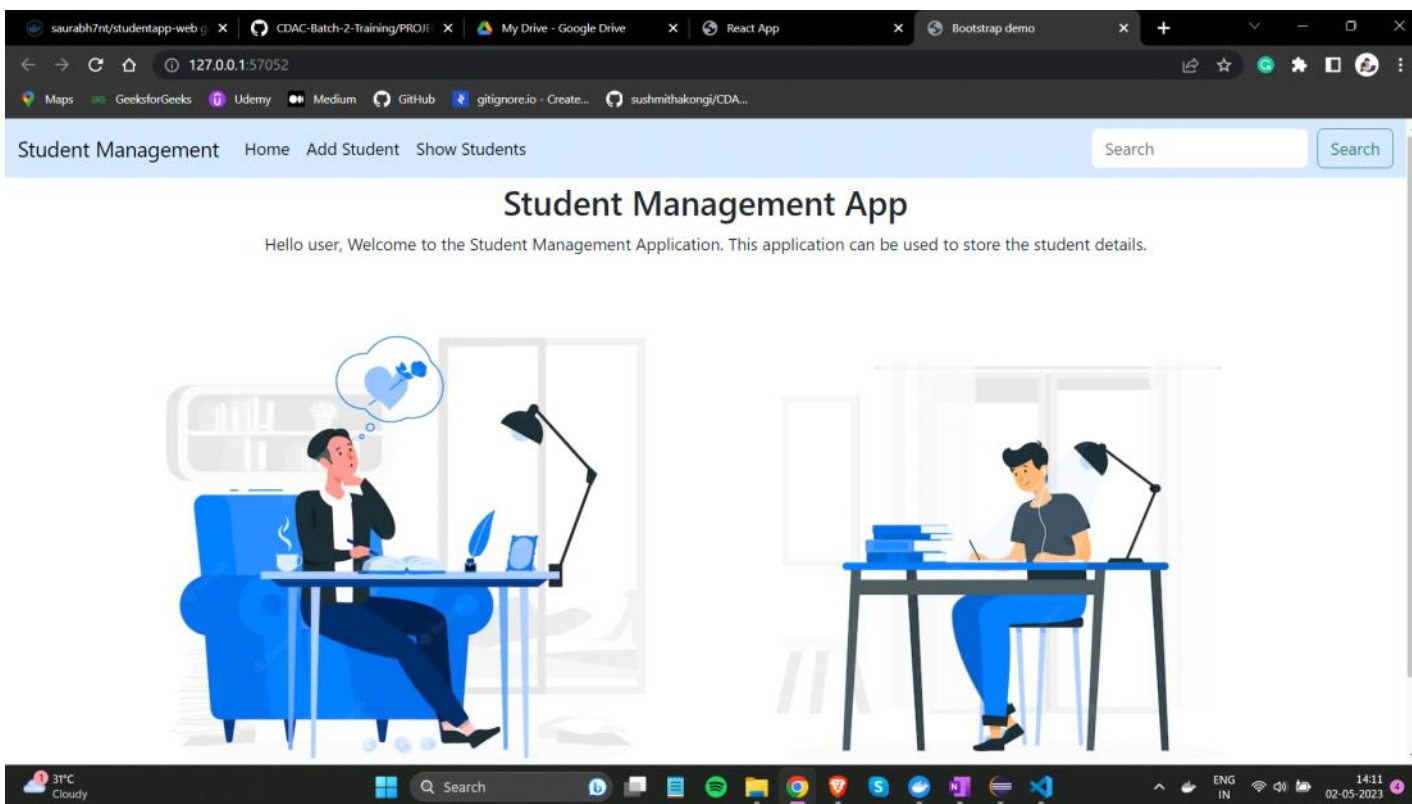 saurabh7nt/studentapp-web g
CDAC-Batch-2-Training/PROJE
My Drive - Google Drive
React App
Bootstrap demo
127.0.0.1:57052
Maps
GeeksforGeeks
Udemy
Medium
GitHub
gitignore.io - Create...
sushmithakongi/CDA...
Student Management Home Add Student Show Students Search Search
Student Management App
Hello user, Welcome to the Student Management Application. This application can be used to store the student details.
1
31°C
Cloudy
Search
ENG
IN
14:11
02-05-2023
4